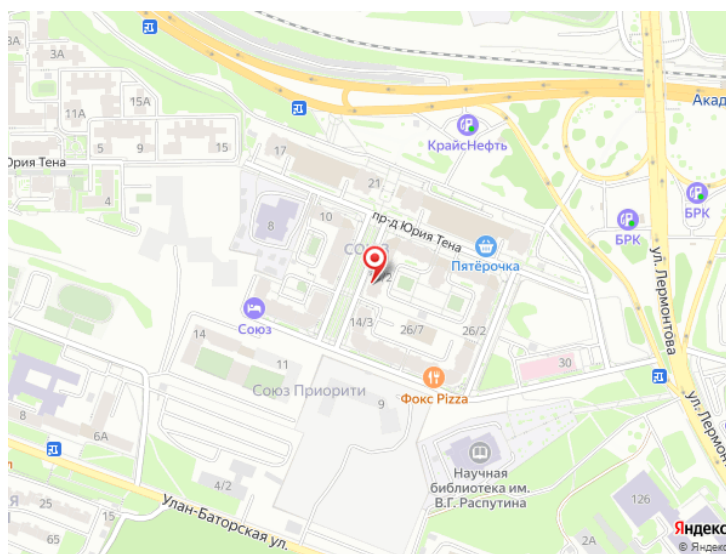 3А
3А
15А
11А
5
9
15
Юрия Тена
4
17
21
10
8
КрайсНефть
Акад
БРК
БРК
пр-д Юрия Тена
Пятёрочка
ул. Лермонтова
Союз
14/3
26/7
26/2
14
11
30
Союз Приорити
Фокс Pizza
9
8
6А
ул. Лермонто
2А
Научная
библиотека им.
В.Г. Распутина
4/2
Улан-Баторская ул.
25
15
65
126
Яндекс
© Яндекс